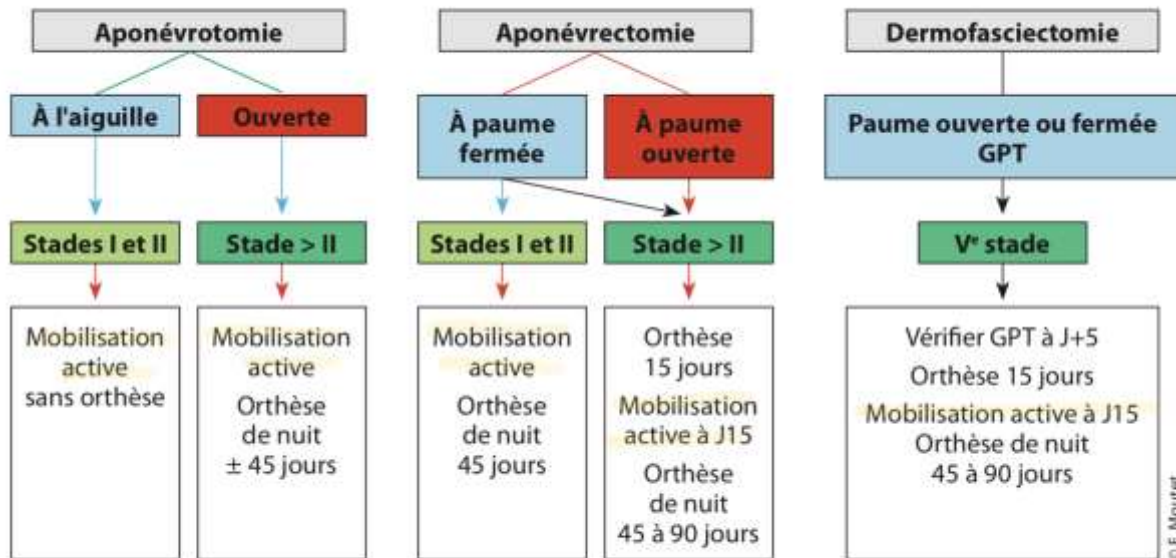 Aponévrotomie
À l'aiguille
Ouverte
Stades I et II
Stade > II
Mobilisation
active
sans orthèse
Mobilisation
active
Orthèse
de nuit
± 45 jours
Aponévrectomie
À paume
fermée
À paume
ouverte
Stades I et II
Stade > II
Mobilisation
active
Orthèse
de nuit
45 jours
Orthèse
15 jours
Mobilisation
active à J15
Orthèse
de nuit
45 à 90 jours
Dermofasciectomie
Paume ouverte ou fermée
GPT
Vᵉ stade
Vérifier GPT à J+5
Orthèse 15 jours
Mobilisation active à J15
Orthèse de nuit
45 à 90 jours